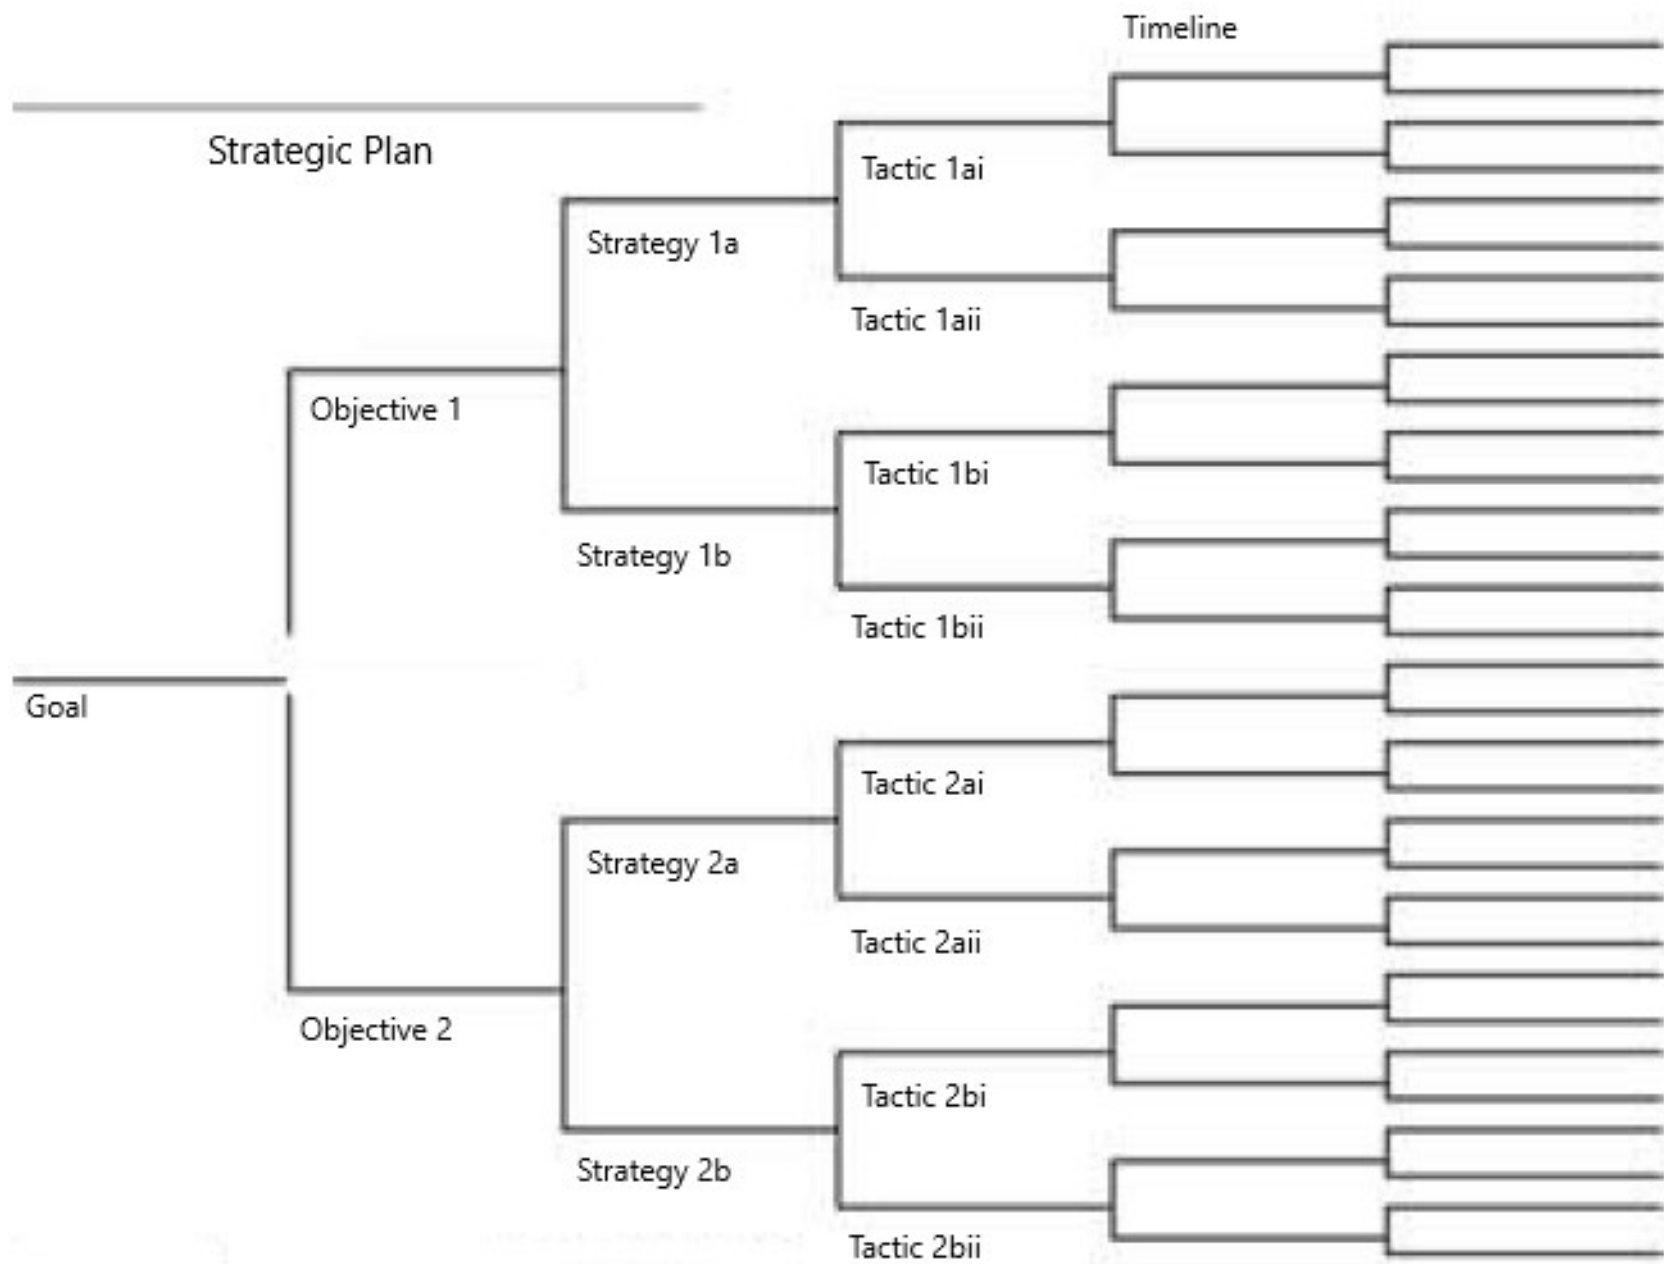 Timeline
Strategic Plan
Tactic 1ai
Strategy 1a
Tactic 1aii
Objective 1
Tactic 1bi
Strategy 1b
Tactic 1bii
Goal
Tactic 2ai
Strategy 2a
Tactic 2aii
Objective 2
Tactic 2bi
Strategy 2b
Tactic 2bii